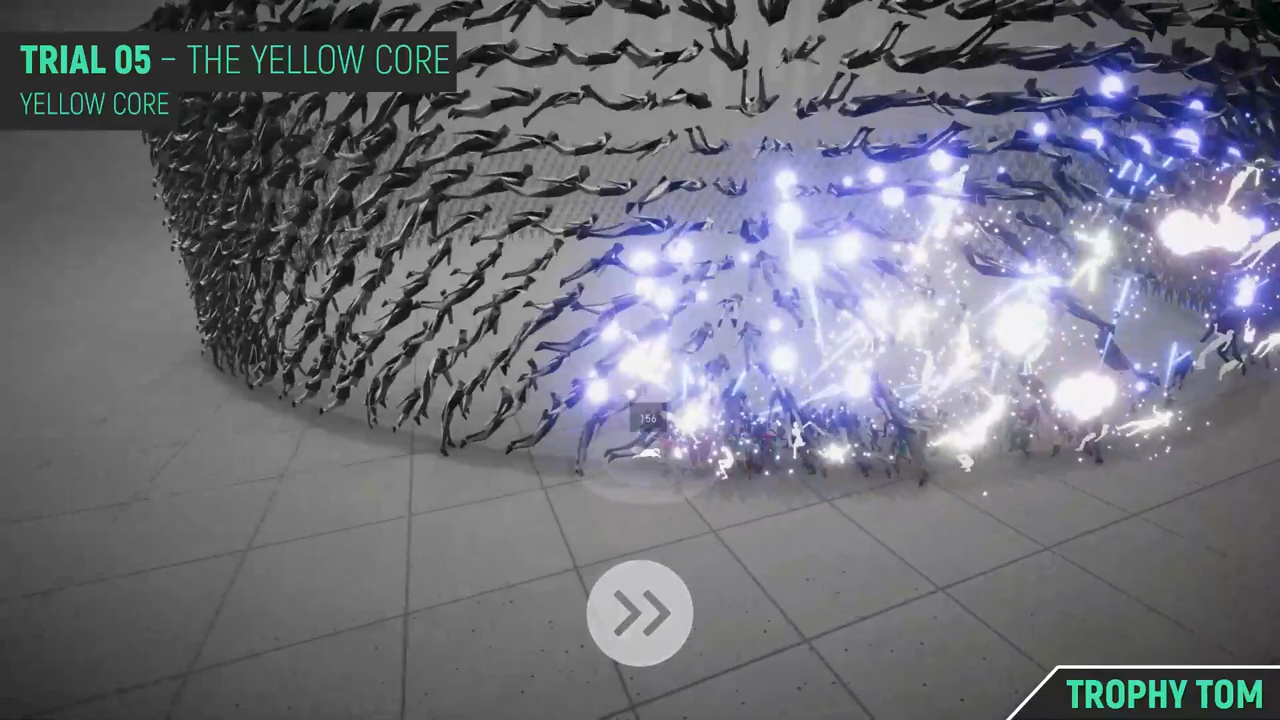 TRIAL 05 – THE YELLOW CORE
YELLOW CORE
156
TROPHY TOM